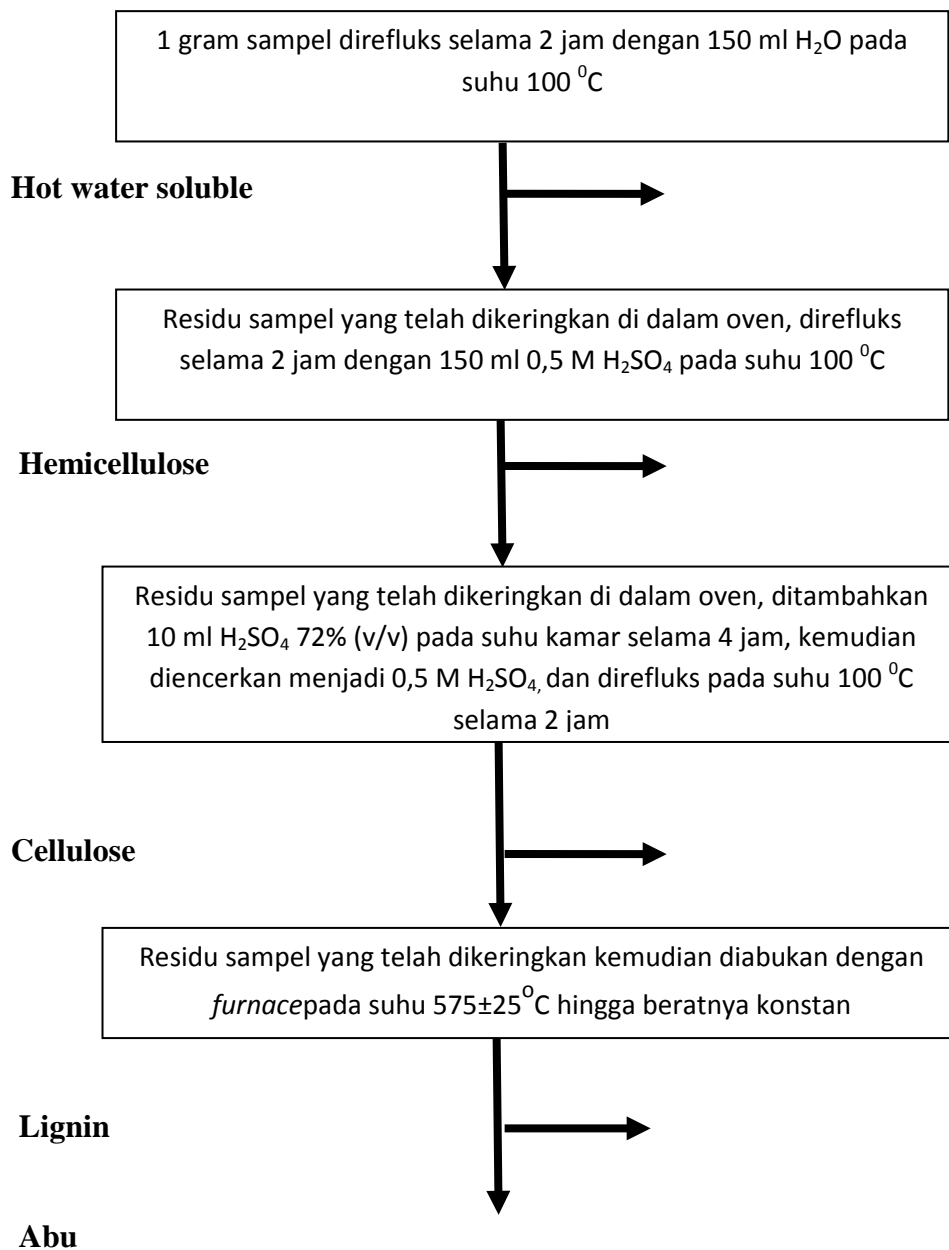 1 gram sampel direfluks selama 2 jam dengan 150 ml H₂O pada
suhu 100 ⁰C
Hot water soluble
Residu sampel yang telah dikeringkan di dalam oven, direfluks
selama 2 jam dengan 150 ml 0,5 M H₂SO₄ pada suhu 100 ⁰C
Hemicellulose
Residu sampel yang telah dikeringkan di dalam oven, ditambahkan
10 ml H₂SO₄ 72% (v/v) pada suhu kamar selama 4 jam, kemudian
diencerkan menjadi 0,5 M H₂SO₄, dan direfluks pada suhu 100 ⁰C
selama 2 jam
Cellulose
Residu sampel yang telah dikeringkan kemudian diabukan dengan
furnacepada suhu 575±25°C hingga beratnya konstan
Lignin
Abu